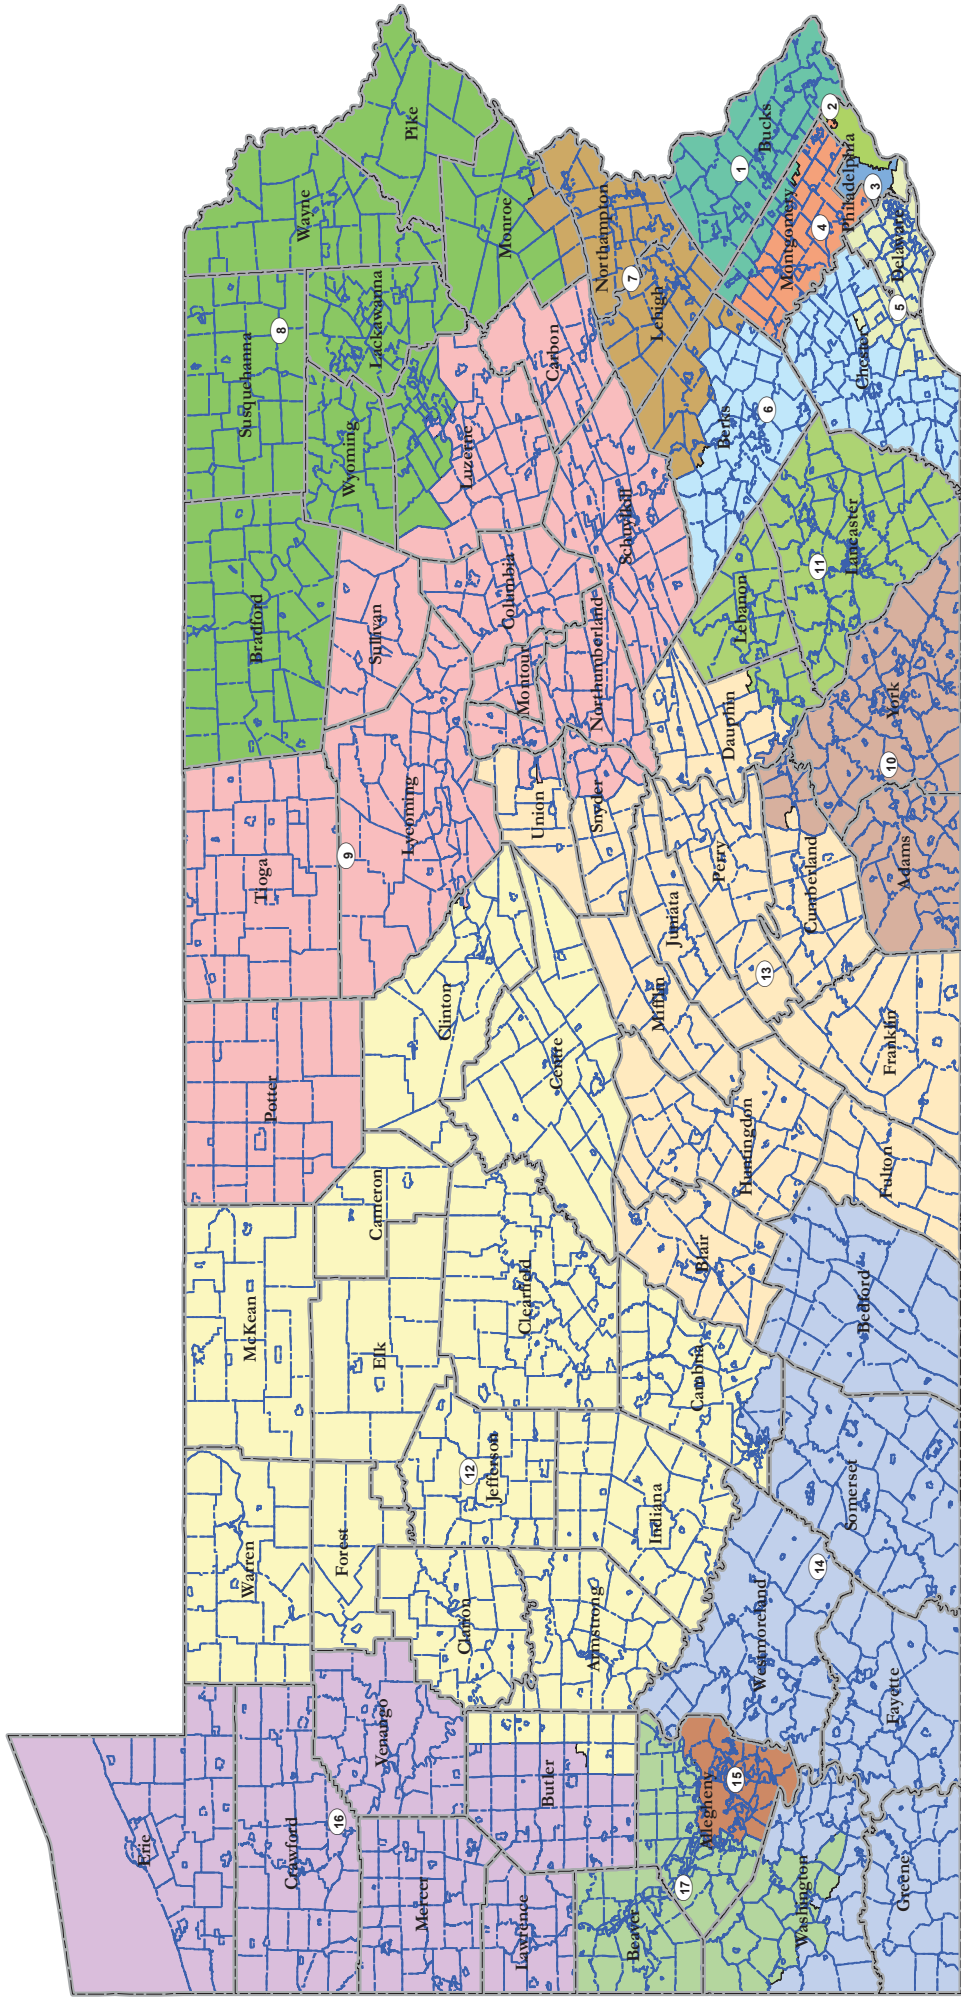 Erie
Crawford
16
Mercer
Lawrence
Venango
Butler
Warren
Forest
Clarion
Armstrong
McKean
Elk
Cameron
Jefferson
12
Clearfield
Indiana
Cambria
Potter
Clinton
Centre
Tioga
9
Lycoming
Bradford
Sullivan
Susquehanna
8
Wyoming
Lackawanna
Wayne
Pike
Monroe
Luzerne
Columbia
Montour
Northumberland
Union
Snyder
Carbon
Schuylkill
Northampton
7
Lehigh
Beaver
17
Allegheny
15
Washington
Greene
Westmoreland
14
Fayette
Somerset
Bedford
Blair
Huntingdon
Fulton
Mifflin
Juniata
Perry
13
Franklin
Cumberland
Dauphin
Adams
10
York
Lebanon
11
Lancaster
Berks
6
Chester
5
Delaware
Montgomery
4
Bucks
1
Philadelphia
2
3